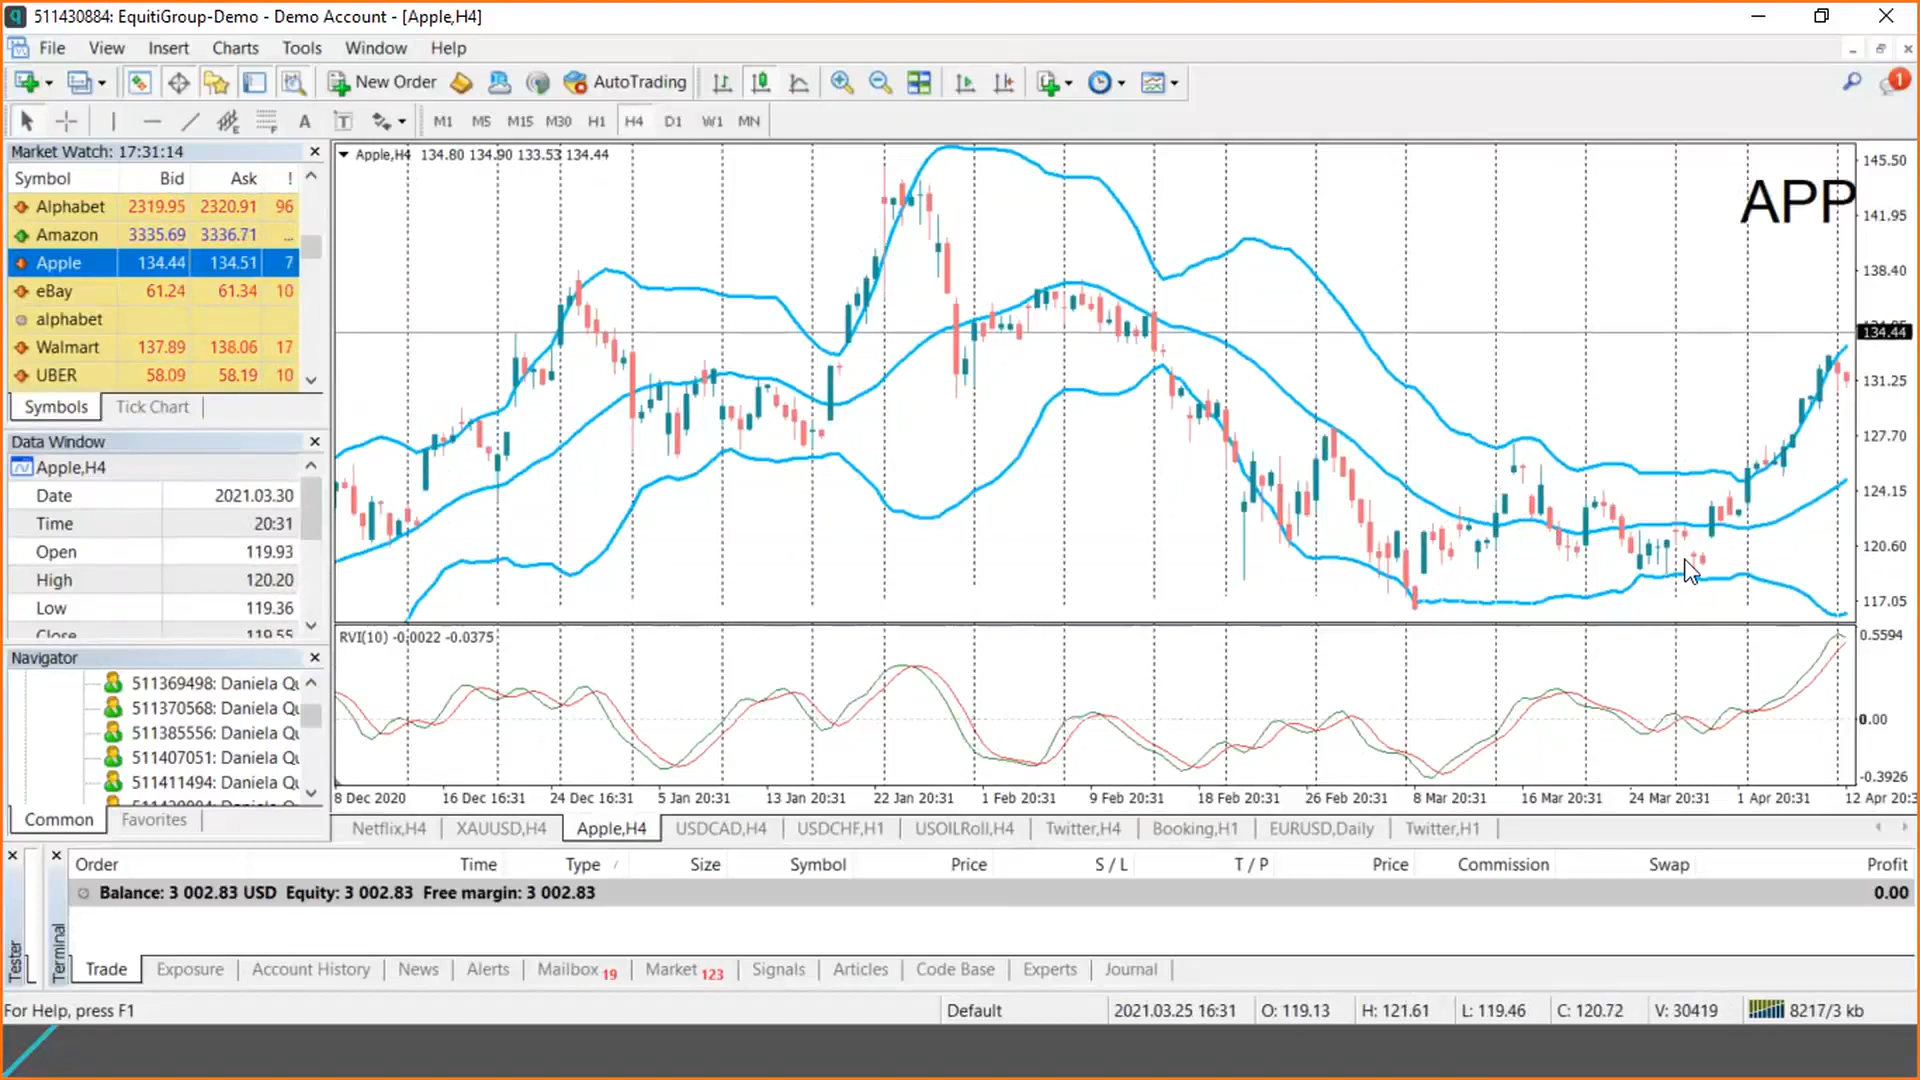 511430884: EquitiGroup-Demo - Demo Account - [Apple,H4]
File View Insert Charts Tools Window Help
New Order AutoTrading 1
A T M1 M5 M15 M30 H1 H4 D1 W1 MN
Market Watch: 17:31:14
Symbol Bid Ask !
Alphabet 2319.95 2320.91 96
Amazon 3335.69 3336.71 ...
Apple 134.44 134.51 7
eBay 61.24 61.34 10
alphabet
Walmart 137.89 138.06 17
UBER 58.09 58.19 10
Symbols Tick Chart
Data Window
Apple,H4
Date 2021.03.30
Time 20:31
Open 119.93
High 120.20
Low 119.36
Close 119.55
Navigator
511369498: Daniela Qu
511370568: Daniela Qu
511385556: Daniela Qu
511407051: Daniela Qu
511411494: Daniela Qu
Common Favorites
Apple,H4 134.80 134.90 133.53 134.44
APP
145.50
141.95
138.40
134.44
131.25
127.70
124.15
120.60
117.05
RVI(10) -0.0022 -0.0375
0.5594
0.00
-0.3926
8 Dec 2020 16 Dec 16:31 24 Dec 16:31 5 Jan 20:31 13 Jan 20:31 22 Jan 20:31 1 Feb 20:31 9 Feb 20:31 18 Feb 20:31 26 Feb 20:31 8 Mar 20:31 16 Mar 20:31 24 Mar 20:31 1 Apr 20:31 12 Apr 20:3
Netflix,H4 XAUUSD,H4 Apple,H4 USDCAD,H4 USDCHF,H1 USOILRoll,H4 Twitter,H4 Booking,H1 EURUSD,Daily Twitter,H1
Order Time Type / Size Symbol Price S / L T / P Price Commission Swap Profit
Balance: 3 002.83 USD Equity: 3 002.83 Free margin: 3 002.83 0.00
Tester
Terminal
Trade Exposure Account History News Alerts Mailbox 19 Market 123 Signals Articles Code Base Experts Journal
For Help, press F1 Default 2021.03.25 16:31 O: 119.13 H: 121.61 L: 119.46 C: 120.72 V: 30419 8217/3 kb